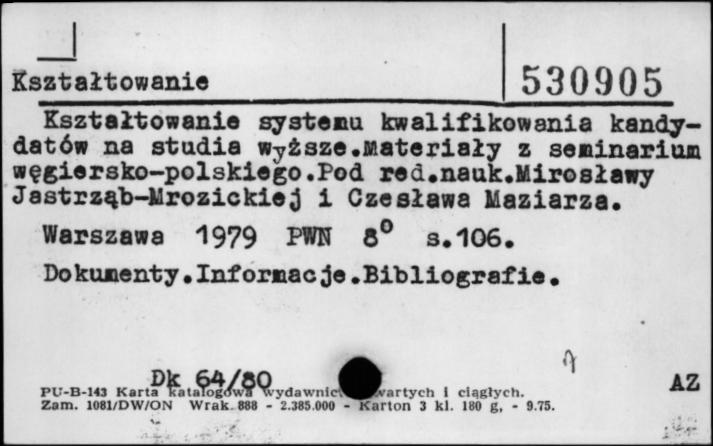 Kształtowanie
530905
Kształtowanie systemu kwalifikowania kandy-
datów na studia wyższe.Materiały z seminarium
węgiersko-polskiego.Pod red.nauk.Mirosławy
Jastrząb-Mrozickiej i Czesława Maziarza.
Warszawa 1979 PWN 8° s.106.
Dokumenty.Informacje.Bibliografie.
Dk 64/80
AZ
PU-B-143 Karta katalogowa i ciągłych.
Zam. 1081/DW/ON Wrak. 888 - 2.385.000 - Karton 3 kl. 180 g, - 9.75.